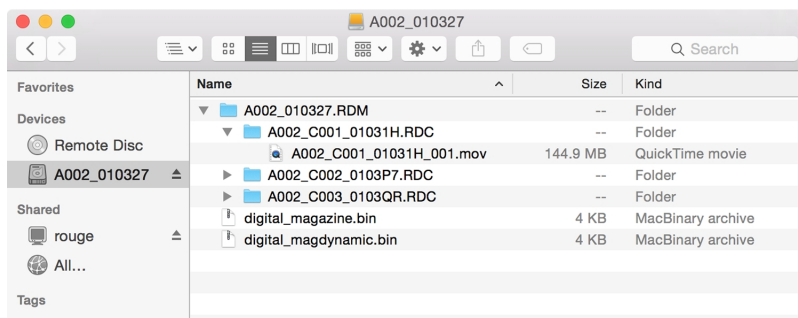 A002_010327
Search
Favorites
Devices
Remote Disc
A002_010327
Shared
rouge
All...
Tags
Name Size Kind
A002_010327.RDM -- Folder
A002_C001_01031H.RDC -- Folder
A002_C001_01031H_001.mov 144.9 MB QuickTime movie
A002_C002_0103P7.RDC -- Folder
A002_C003_0103QR.RDC -- Folder
digital_magazine.bin 4 KB MacBinary archive
digital_magdynamic.bin 4 KB MacBinary archive